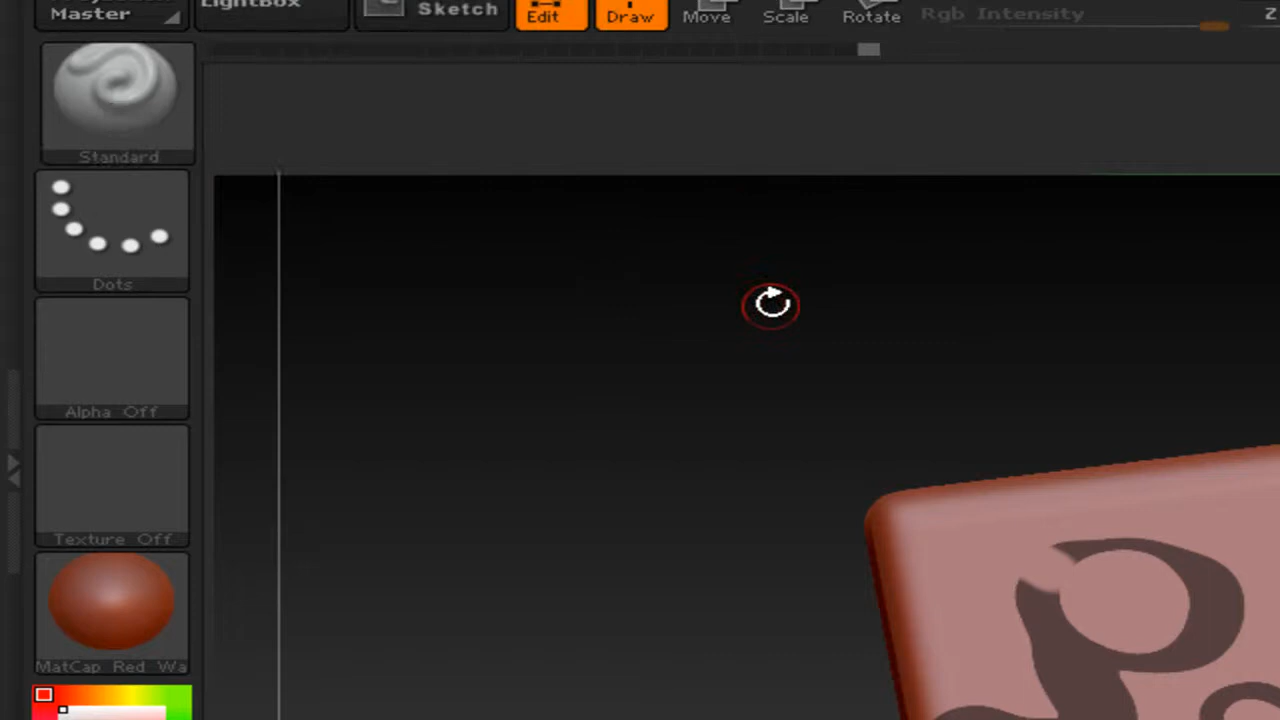 Master
LightBox
Sketch
Edit
Draw
Move
Scale
Rotate
Rgb Intensity
Z
Standard
Dots
Alpha Off
Texture Off
MatCap Red Wa